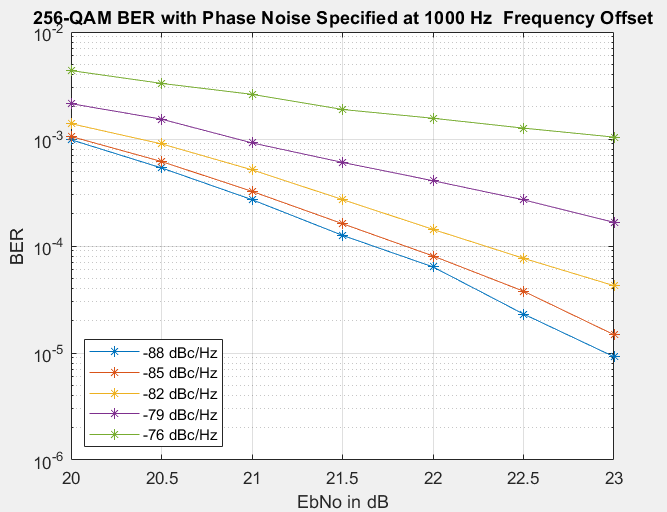 256-QAM BER with Phase Noise Specified at 1000 Hz  Frequency Offset
10^-2
10^-3
10^-4
10^-5
10^-6
BER
-88 dBc/Hz
-85 dBc/Hz
-82 dBc/Hz
-79 dBc/Hz
-76 dBc/Hz
20 20.5 21 21.5 22 22.5 23
EbNo in dB